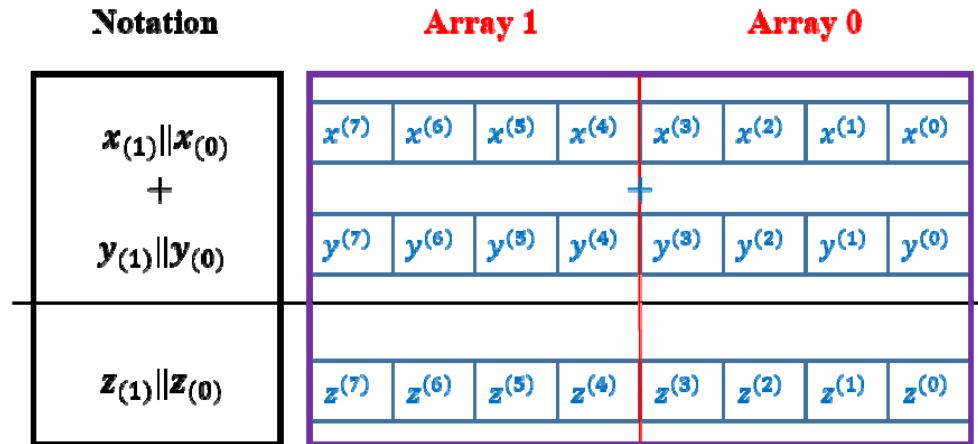 Notation Array 1 Array 0
x₍₁₎||x₍₀₎ x⁽⁷⁾ x⁽⁶⁾ x⁽⁵⁾ x⁽⁴⁾ x⁽³⁾ x⁽²⁾ x⁽¹⁾ x⁽⁰⁾
+ +
y₍₁₎||y₍₀₎ y⁽⁷⁾ y⁽⁶⁾ y⁽⁵⁾ y⁽⁴⁾ y⁽³⁾ y⁽²⁾ y⁽¹⁾ y⁽⁰⁾
z₍₁₎||z₍₀₎ z⁽⁷⁾ z⁽⁶⁾ z⁽⁵⁾ z⁽⁴⁾ z⁽³⁾ z⁽²⁾ z⁽¹⁾ z⁽⁰⁾